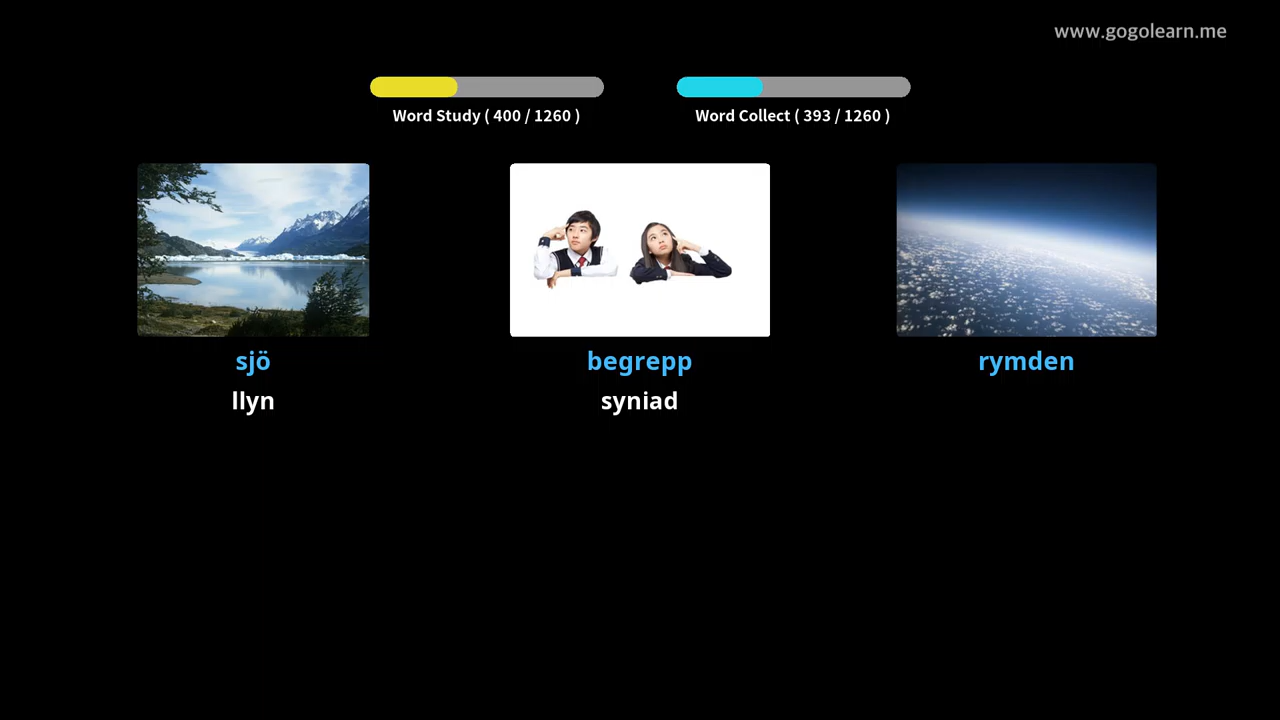 www.gogolearn.me
Word Study ( 400 / 1260 )
Word Collect ( 393 / 1260 )
sjö
begrepp
rymden
llyn
syniad